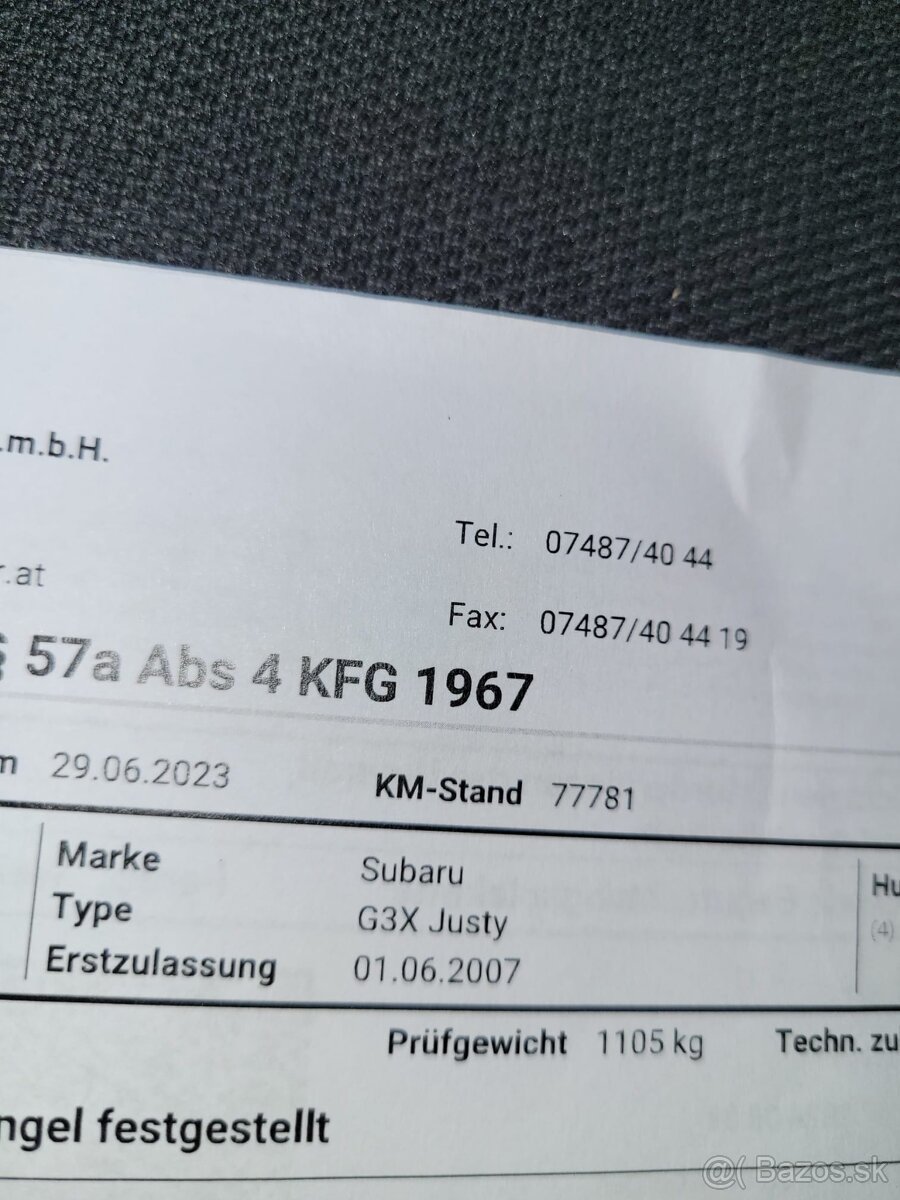 .m.b.H.
Tel.: 07487/40 44
r.at
Fax: 07487/40 44 19
§ 57a Abs 4 KFG 1967
m 29.06.2023 KM-Stand 77781
Marke Subaru Hu
Type G3X Justy (4)
Erstzulassung 01.06.2007
Prüfgewicht 1105 kg Techn. zu
ngel festgestellt
@( Bazos.sk